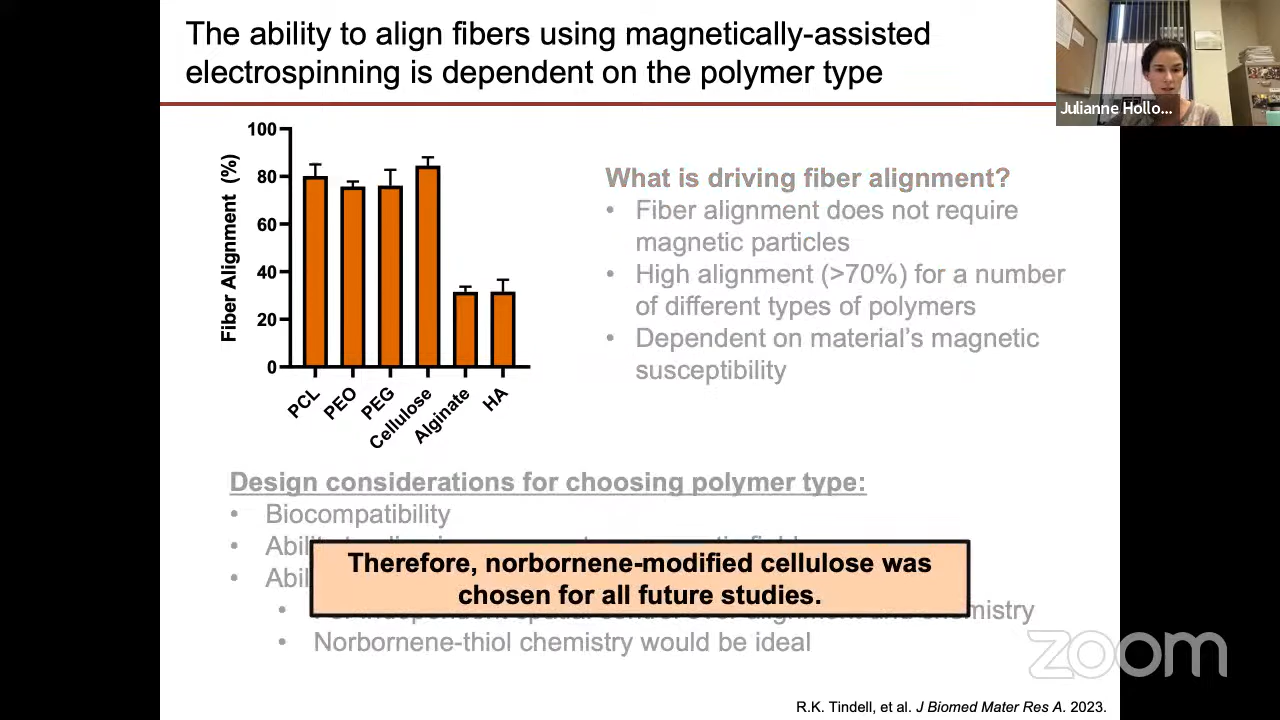 The ability to align fibers using magnetically-assisted
electrospinning is dependent on the polymer type
Julianne Hollo...
100
80
60
40
20
0
Fiber Alignment (%)
PCL
PEO
PEG
Cellulose
Alginate
HA
What is driving fiber alignment?
• Fiber alignment does not require
magnetic particles
• High alignment (>70%) for a number
of different types of polymers
• Dependent on material's magnetic
susceptibility
Design considerations for choosing polymer type:
• Biocompatibility
•
•
Therefore, norbornene-modified cellulose was
chosen for all future studies.
•
• Norbornene-thiol chemistry would be ideal
zoom
R.K. Tindell, et al. J Biomed Mater Res A. 2023.